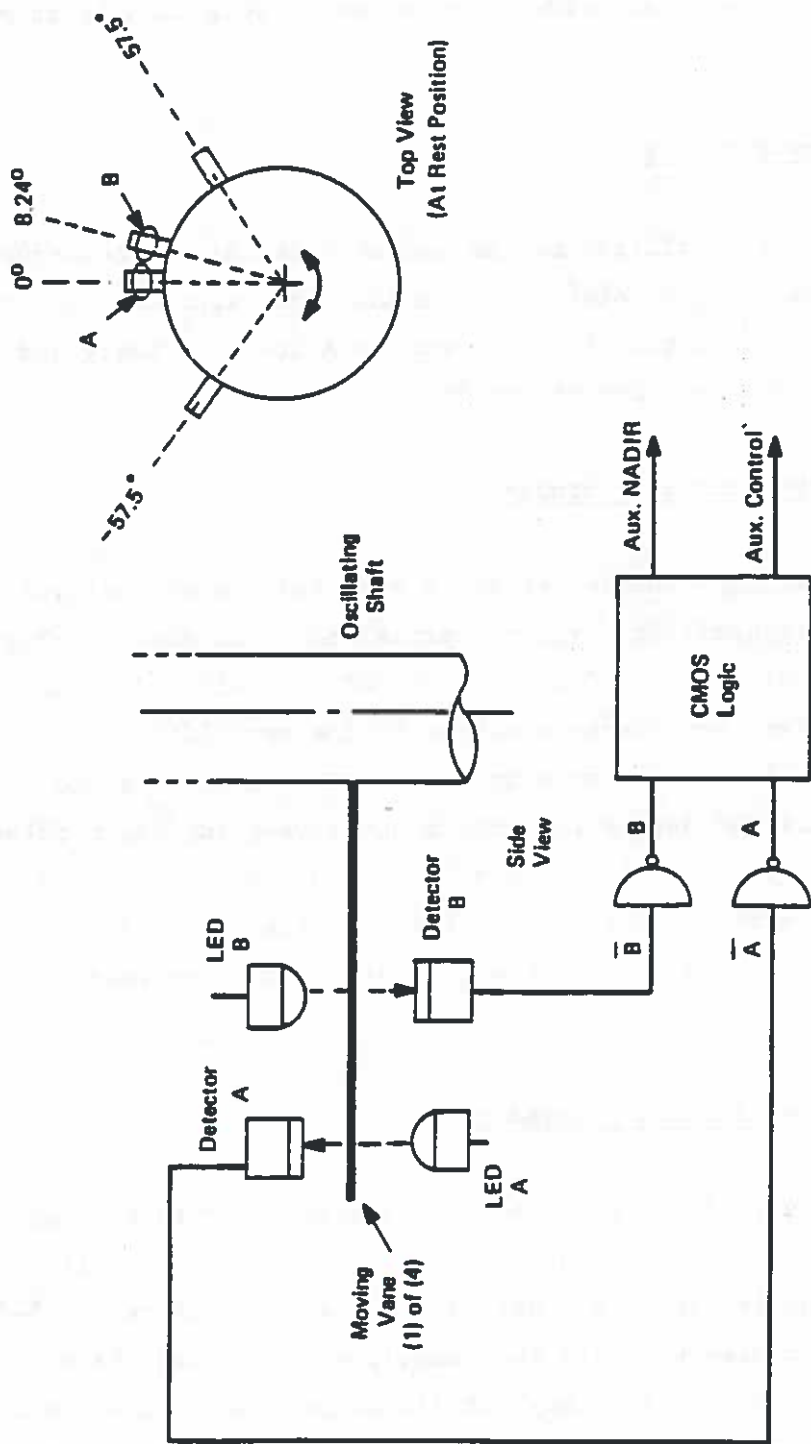 Detector
A
LED
B
Moving
Vane
(1) of (4)
LED
A
Detector
B
Side
View
Oscillating
Shaft
B̅
B
A̅
A
CMOS
Logic
Aux. NADIR
Aux. Control
-57.5°
0°
8.24°
57.5°
A
B
Top View
(At Rest Position)